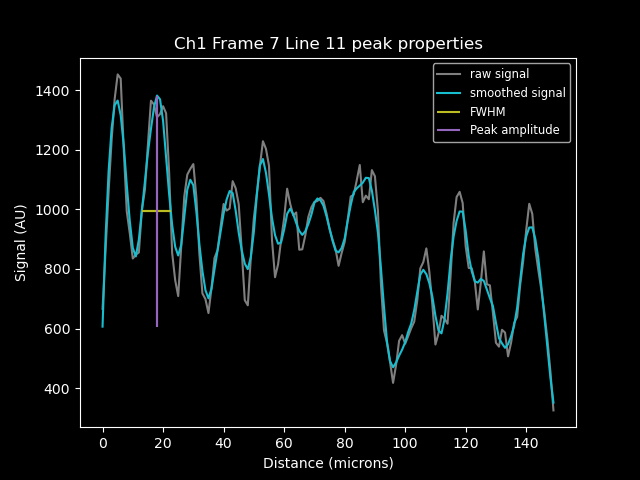 Ch1 Frame 7 Line 11 peak properties
raw signal
smoothed signal
FWHM
Peak amplitude
Signal (AU)
1400
1200
1000
800
600
400
0 20 40 60 80 100 120 140
Distance (microns)